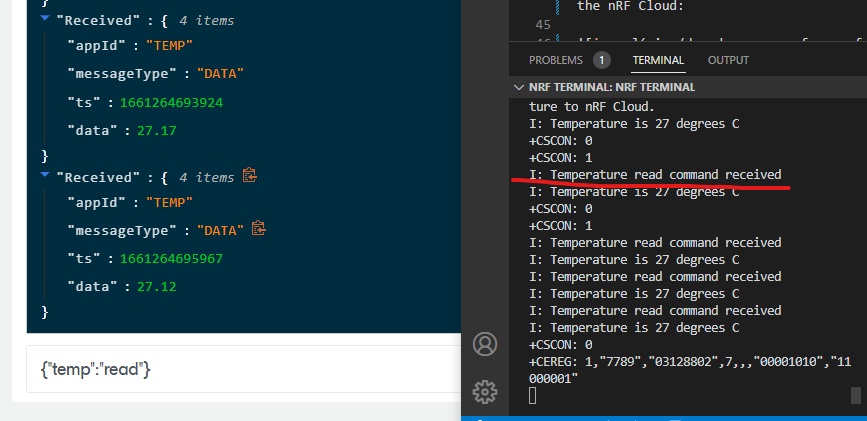 }
"Received" : { 4 items
"appId" : "TEMP"
"messageType" : "DATA"
"ts" : 1661264693924
"data" : 27.17
}
"Received" : { 4 items
"appId" : "TEMP"
"messageType" : "DATA"
"ts" : 1661264695967
"data" : 27.12
}
{"temp":"read"}
the nRF Cloud:
45
PROBLEMS 1 TERMINAL OUTPUT
NRF TERMINAL: NRF TERMINAL
ture to nRF Cloud.
I: Temperature is 27 degrees C
+CSCON: 0
+CSCON: 1
I: Temperature read command received
I: Temperature is 27 degrees C
+CSCON: 0
+CSCON: 1
I: Temperature read command received
I: Temperature is 27 degrees C
I: Temperature read command received
I: Temperature is 27 degrees C
I: Temperature read command received
I: Temperature is 27 degrees C
+CSCON: 0
+CEREG: 1,"7789","03128802",7,,,"00001010","11
000001"